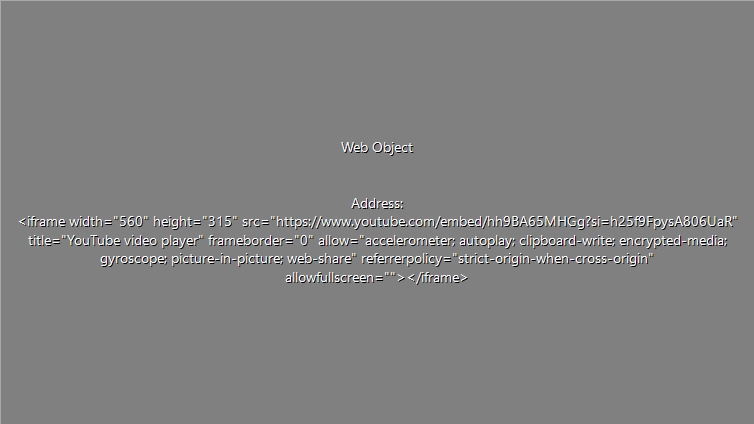 Web Object
Address:
<iframe width="560" height="315" src="https://www.youtube.com/embed/hh9BA65MHGg?si=h25f9FpysA806UaR"
title="YouTube video player" frameborder="0" allow="accelerometer; autoplay; clipboard-write; encrypted-media;
gyroscope; picture-in-picture; web-share" referrerpolicy="strict-origin-when-cross-origin"
allowfullscreen=""></iframe>